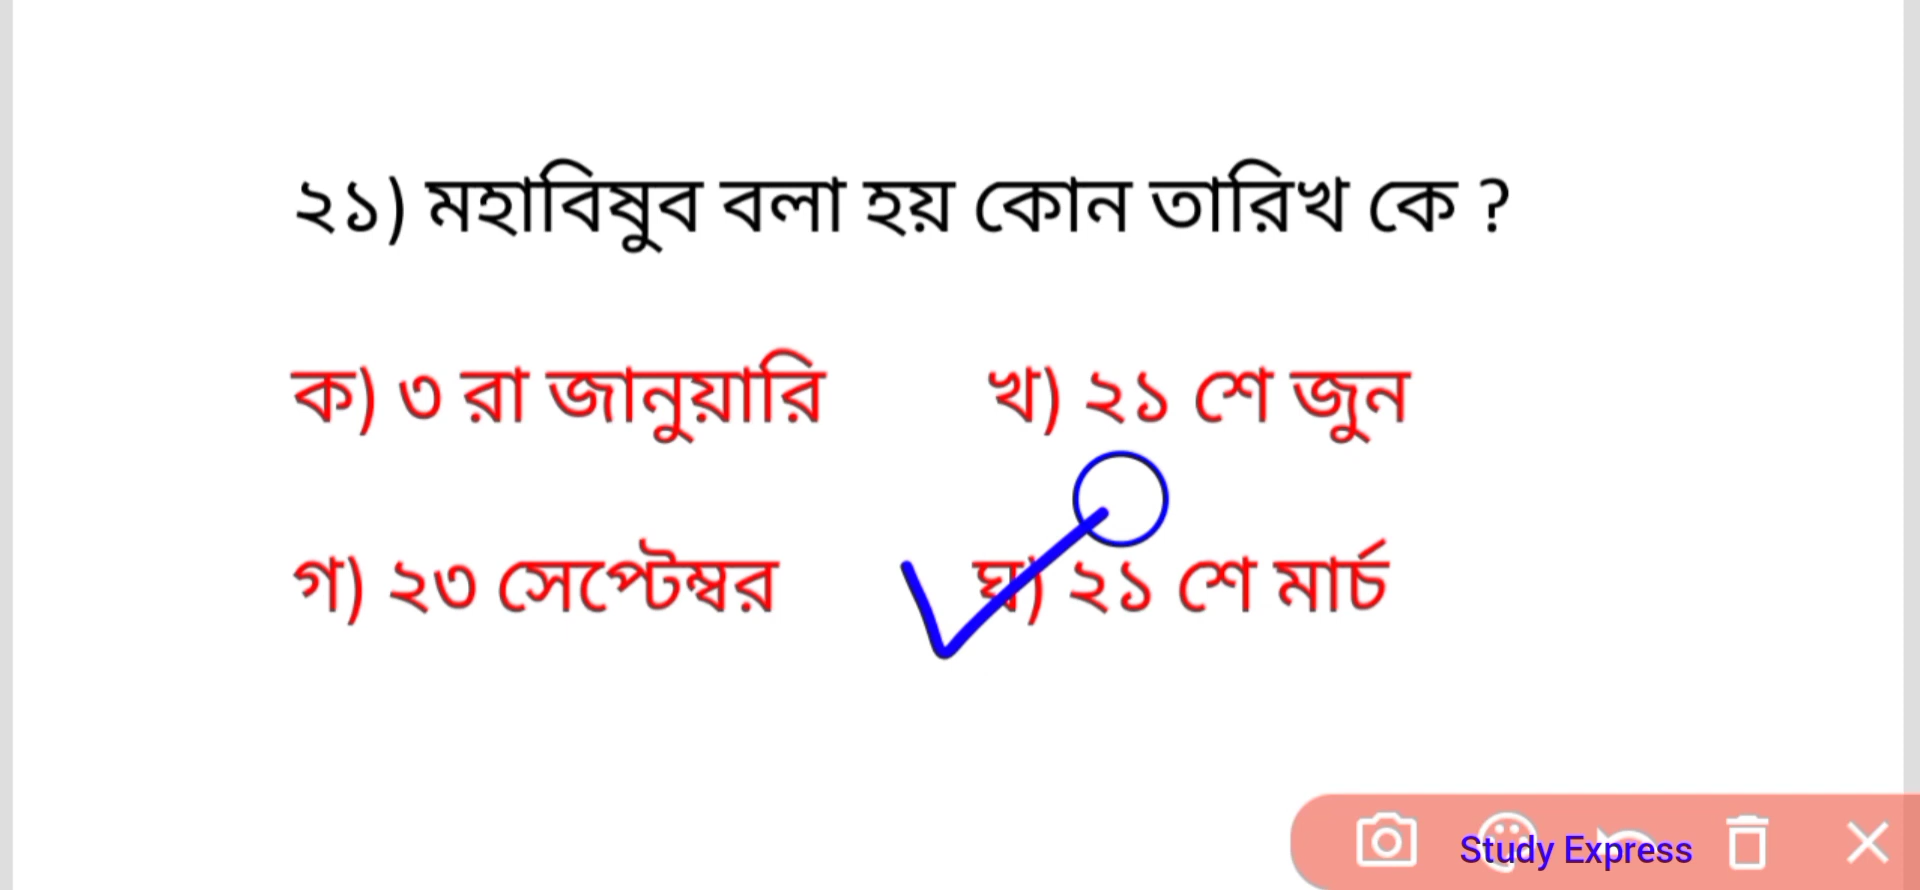 ২১) মহাবিষুব বলা হয় কোন তারিখ কে ?
ক) ৩ রা জানুয়ারি খ) ২১ শে জুন
গ) ২৩ সেপ্টেম্বর ঘ) ২১ শে মার্চ
Study Express